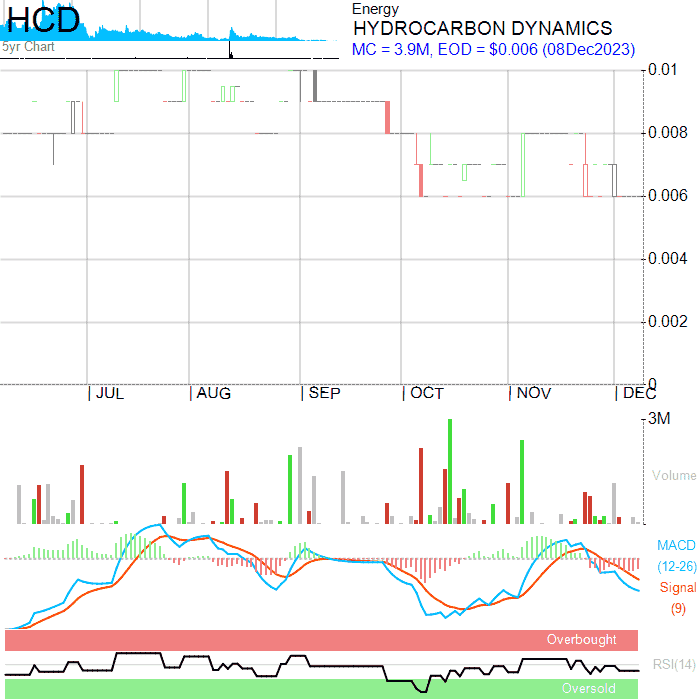 HCD
5yr Chart
Energy
HYDROCARBON DYNAMICS
MC = 3.9M, EOD = $0.006 (08Dec2023)
0.01
0.008
0.006
0.004
0.002
0
JUL AUG SEP OCT NOV DEC
3M
Volume
MACD
(12-26)
Signal
(9)
Overbought
RSI(14)
Oversold